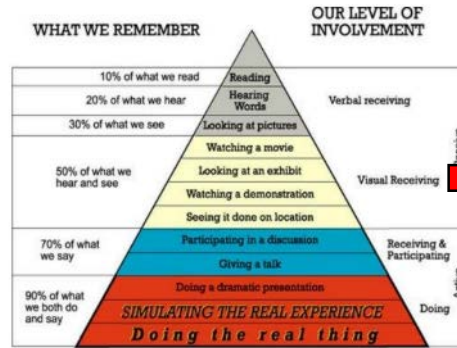 WHAT WE REMEMBER
OUR LEVEL OF
INVOLVEMENT
10% of what we read
Reading
20% of what we hear
Hearing
Words
Verbal receiving
30% of what we see
Looking at pictures
50% of what we
hear and see
Watching a movie
Looking at an exhibit
Watching a demonstration
Seeing it done on location
Visual Receiving
70% of what
we say
Participating in a discussion
Giving a talk
Receiving &
Participating
90% of what
we both do
and say
Doing a dramatic presentation
SIMULATING THE REAL EXPERIENCE
Doing the real thing
Doing